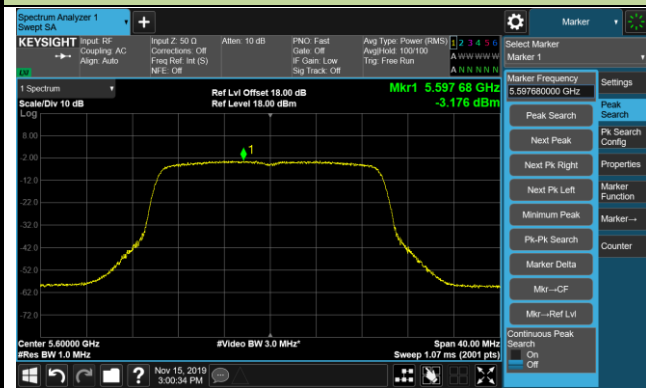 Spectrum Analyzer 1
Swept SA
+
Marker
KEYSIGHT
Input: RF
Coupling: AC
Align: Auto
Input Z: 50 Ω
Corrections: Off
Freq Ref: Int (S)
NFE: Off
Atten: 10 dB
PNO: Fast
Gate: Off
IF Gain: Low
Sig Track: Off
Avg Type: Power (RMS)
Avg|Hold: 100/100
Trig: Free Run
1 2 3 4 5 6
A W W W W W
A N N N N N
LVI
Select Marker
Marker 1
1 Spectrum
Scale/Div 10 dB
Log
Ref Lvl Offset 18.00 dB
Ref Level 18.00 dBm
Mkr1 5.597 68 GHz
-3.176 dBm
8.00
-2.00
-12.0
-22.0
-32.0
-42.0
-52.0
-62.0
-72.0
1
Center 5.60000 GHz
#Res BW 1.0 MHz
#Video BW 3.0 MHz*
Span 40.00 MHz
Sweep 1.07 ms (2001 pts)
Marker Frequency
5.597680000 GHz
Peak Search
Next Peak
Next Pk Right
Next Pk Left
Minimum Peak
Pk-Pk Search
Marker Delta
Mkr→CF
Mkr→Ref Lvl
Continuous Peak
Search
On
Off
Settings
Peak
Search
Pk Search
Config
Properties
Marker
Function
Marker→
Counter
?
Nov 15, 2019
3:00:34 PM